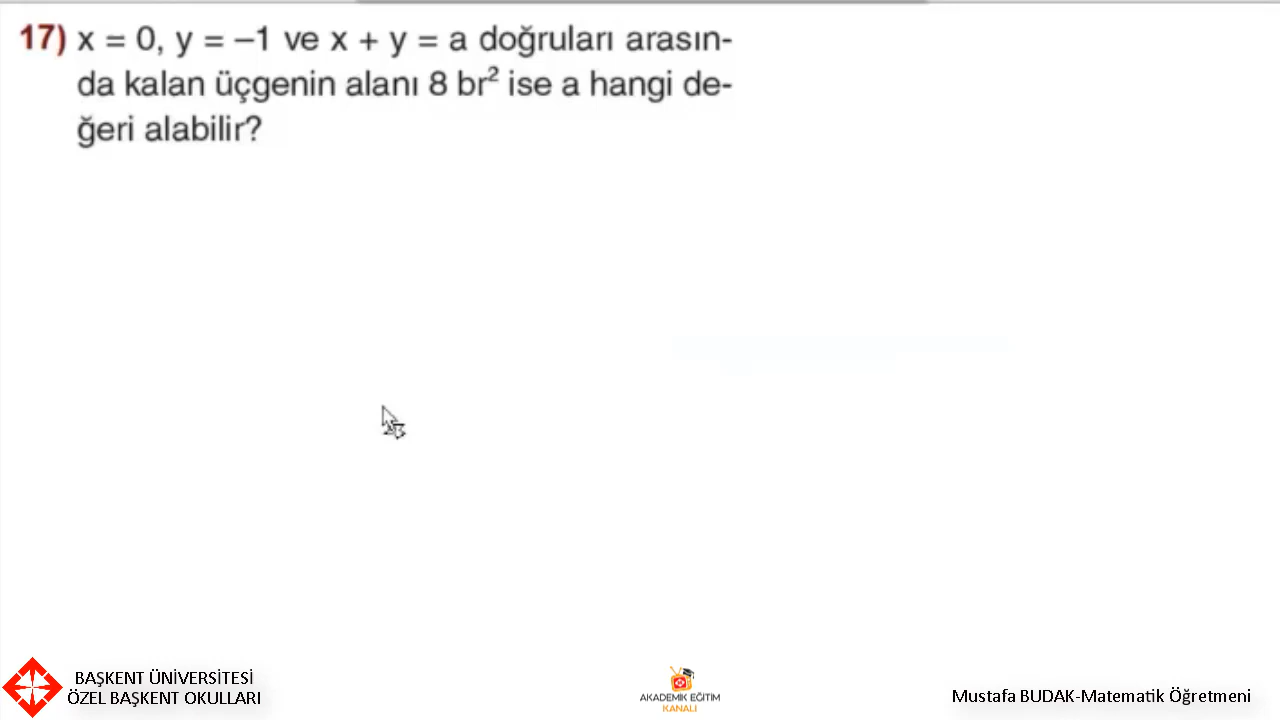 17) x = 0, y = –1 ve x + y = a doğruları arasın-
da kalan üçgenin alanı 8 br² ise a hangi de-
ğeri alabilir?
BAŞKENT ÜNİVERSİTESİ
ÖZEL BAŞKENT OKULLARI
AKADEMİK EĞİTİM
KANALI
Mustafa BUDAK-Matematik Öğretmeni